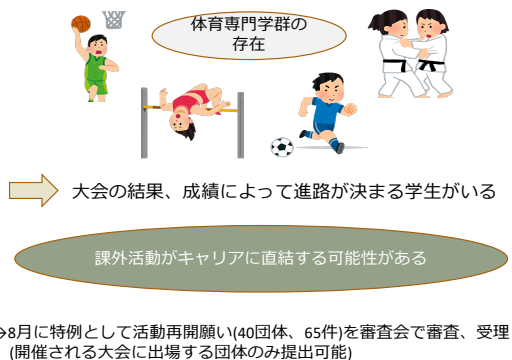 体育専門学群の
存在
大会の結果、成績によって進路が決まる学生がいる
課外活動がキャリアに直結する可能性がある
→8月に特例として活動再開願い(40団体、65件)を審査会で審査、受理
(開催される大会に出場する団体のみ提出可能)